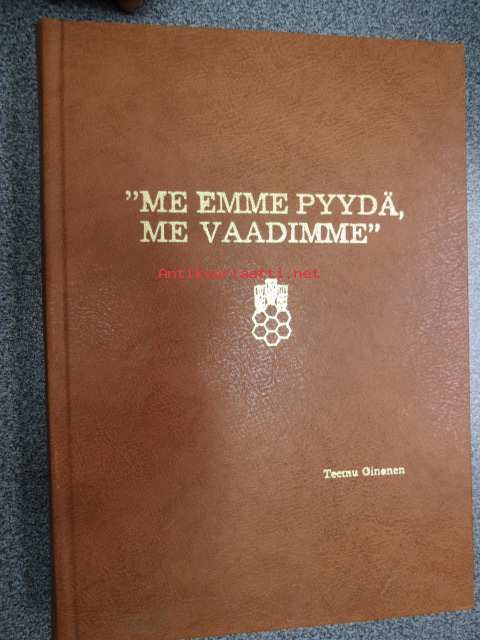 ”ME EMME PYYDÄ,
ME VAADIMME”
Antikvariaatti.net
Teemu Oinonen